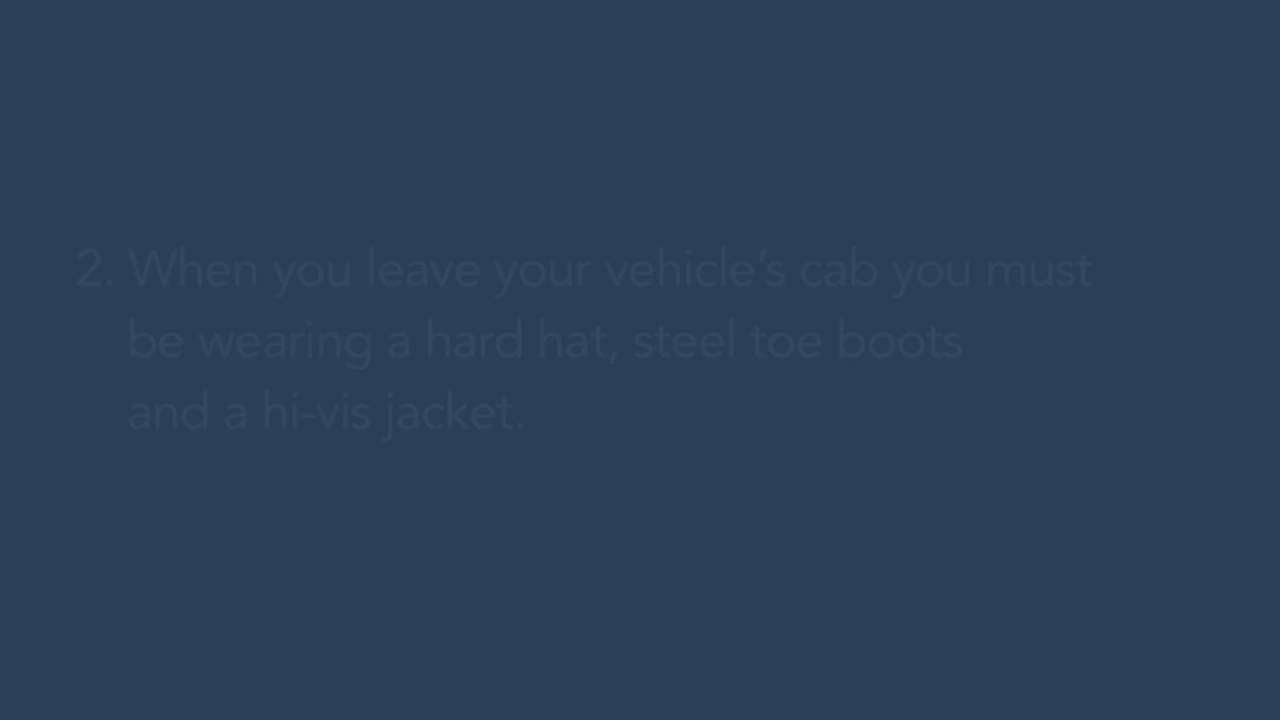 2. When you leave your vehicle’s cab you must
be wearing a hard hat, steel toe boots
and a hi-vis jacket.